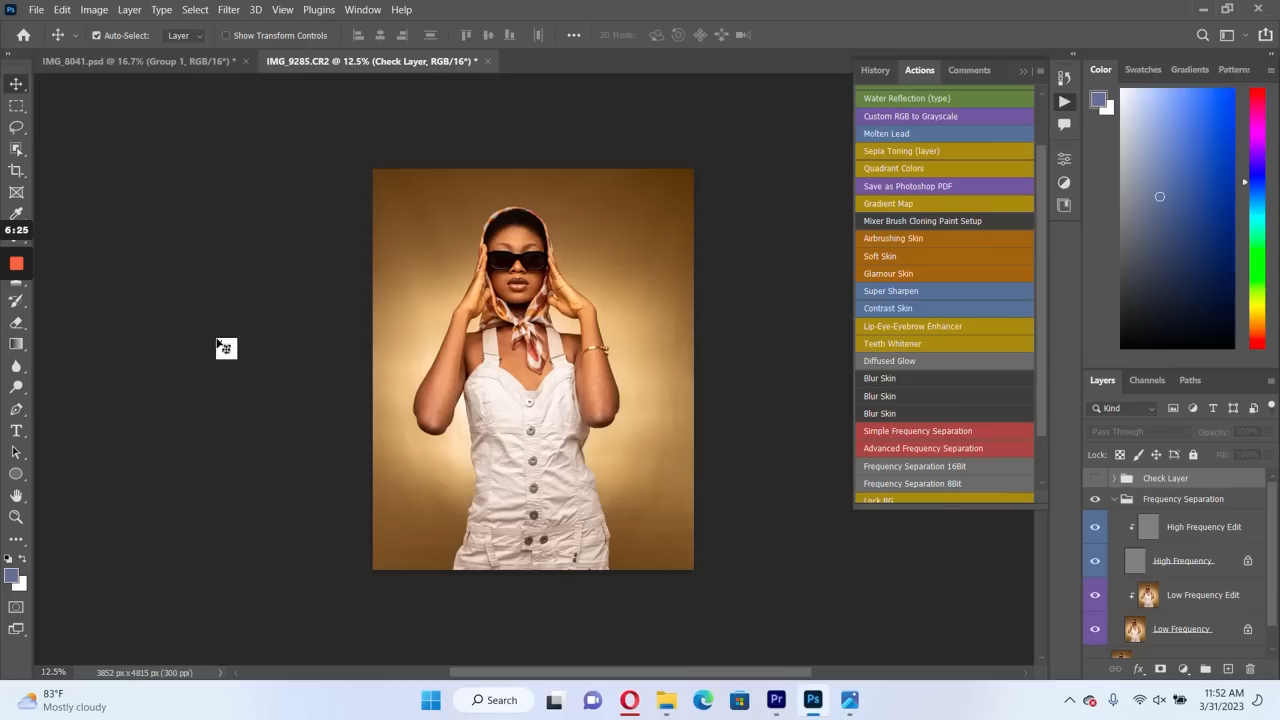 File Edit Image Layer Type Select Filter 3D View Plugins Window Help
Auto-Select: Layer Show Transform Controls 3D Mode:
IMG_8041.psd @ 16.7% (Group 1, RGB/16*) * IMG_9285.CR2 @ 12.5% (Check Layer, RGB/16*) *
History Actions Comments
Water Reflection (type)
Custom RGB to Grayscale
Molten Lead
Sepia Toning (layer)
Quadrant Colors
Save as Photoshop PDF
Gradient Map
Mixer Brush Cloning Paint Setup
Airbrushing Skin
Soft Skin
Glamour Skin
Super Sharpen
Contrast Skin
Lip-Eye-Eyebrow Enhancer
Teeth Whitener
Diffused Glow
Blur Skin
Blur Skin
Blur Skin
Simple Frequency Separation
Advanced Frequency Separation
Frequency Separation 16Bit
Frequency Separation 8Bit
Lock BG
Color Swatches Gradients Patterns
Layers Channels Paths
Kind
Pass Through Opacity: 100%
Lock: Fill: 100%
Check Layer
Frequency Separation
High Frequency Edit
High Frequency
Low Frequency Edit
Low Frequency
6:25
12.5% 3852 px x 4815 px (300 ppi)
83°F
Mostly cloudy
Search
11:52 AM
3/31/2023